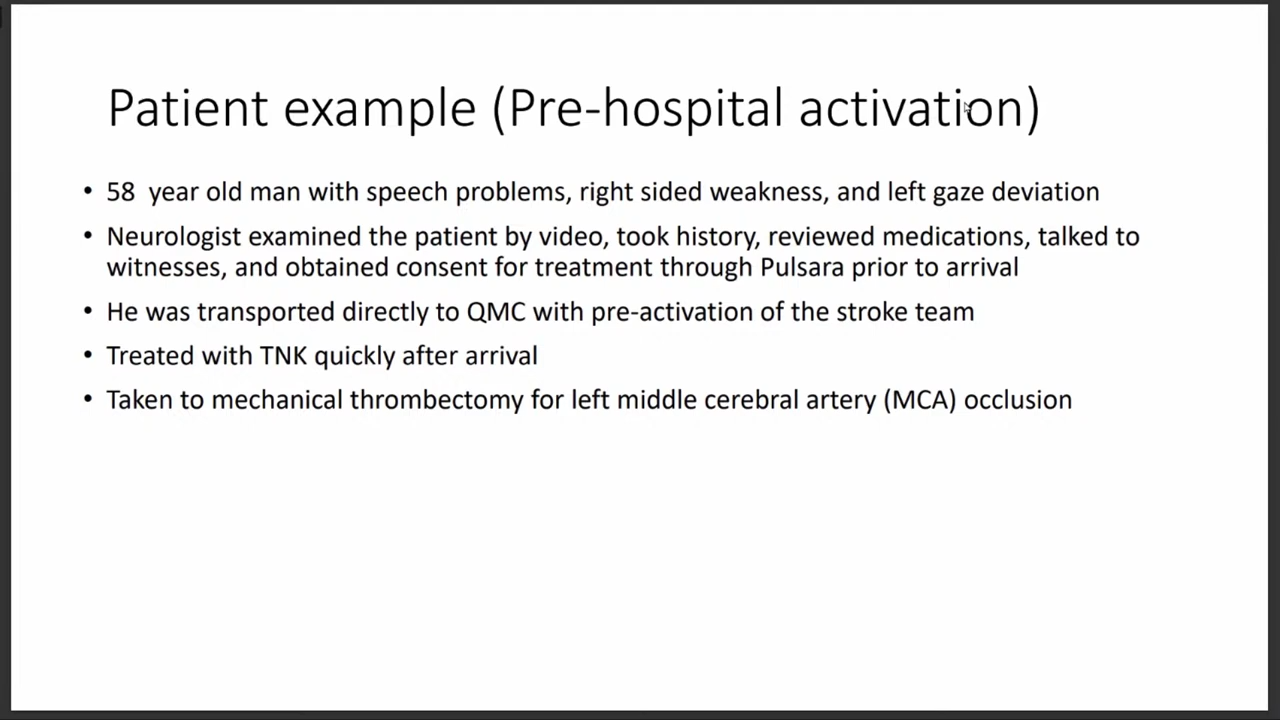 Patient example (Pre-hospital activation)
• 58  year old man with speech problems, right sided weakness, and left gaze deviation
• Neurologist examined the patient by video, took history, reviewed medications, talked to
witnesses, and obtained consent for treatment through Pulsara prior to arrival
• He was transported directly to QMC with pre-activation of the stroke team
• Treated with TNK quickly after arrival
• Taken to mechanical thrombectomy for left middle cerebral artery (MCA) occlusion